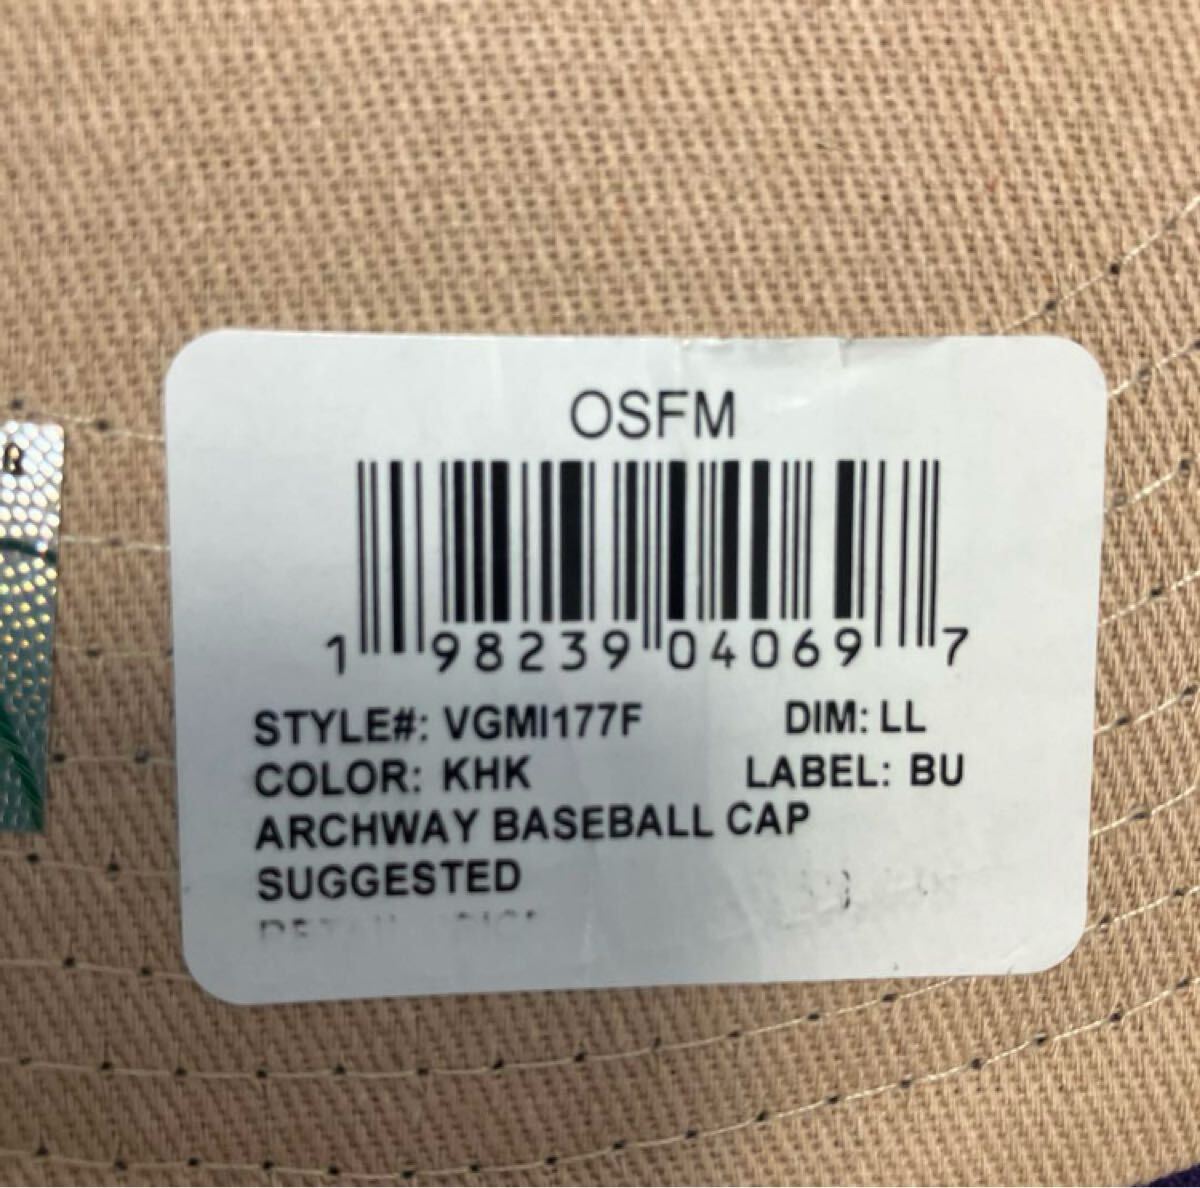 OSFM
1 98239 04069 7
STYLE#: VGMI177F DIM: LL
COLOR: KHK LABEL: BU
ARCHWAY BASEBALL CAP
SUGGESTED